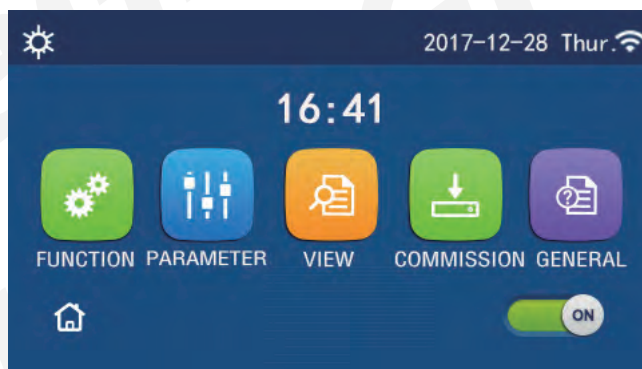 2017-12-28 Thur.
16:41
FUNCTION PARAMETER VIEW COMMISSION GENERAL
ON